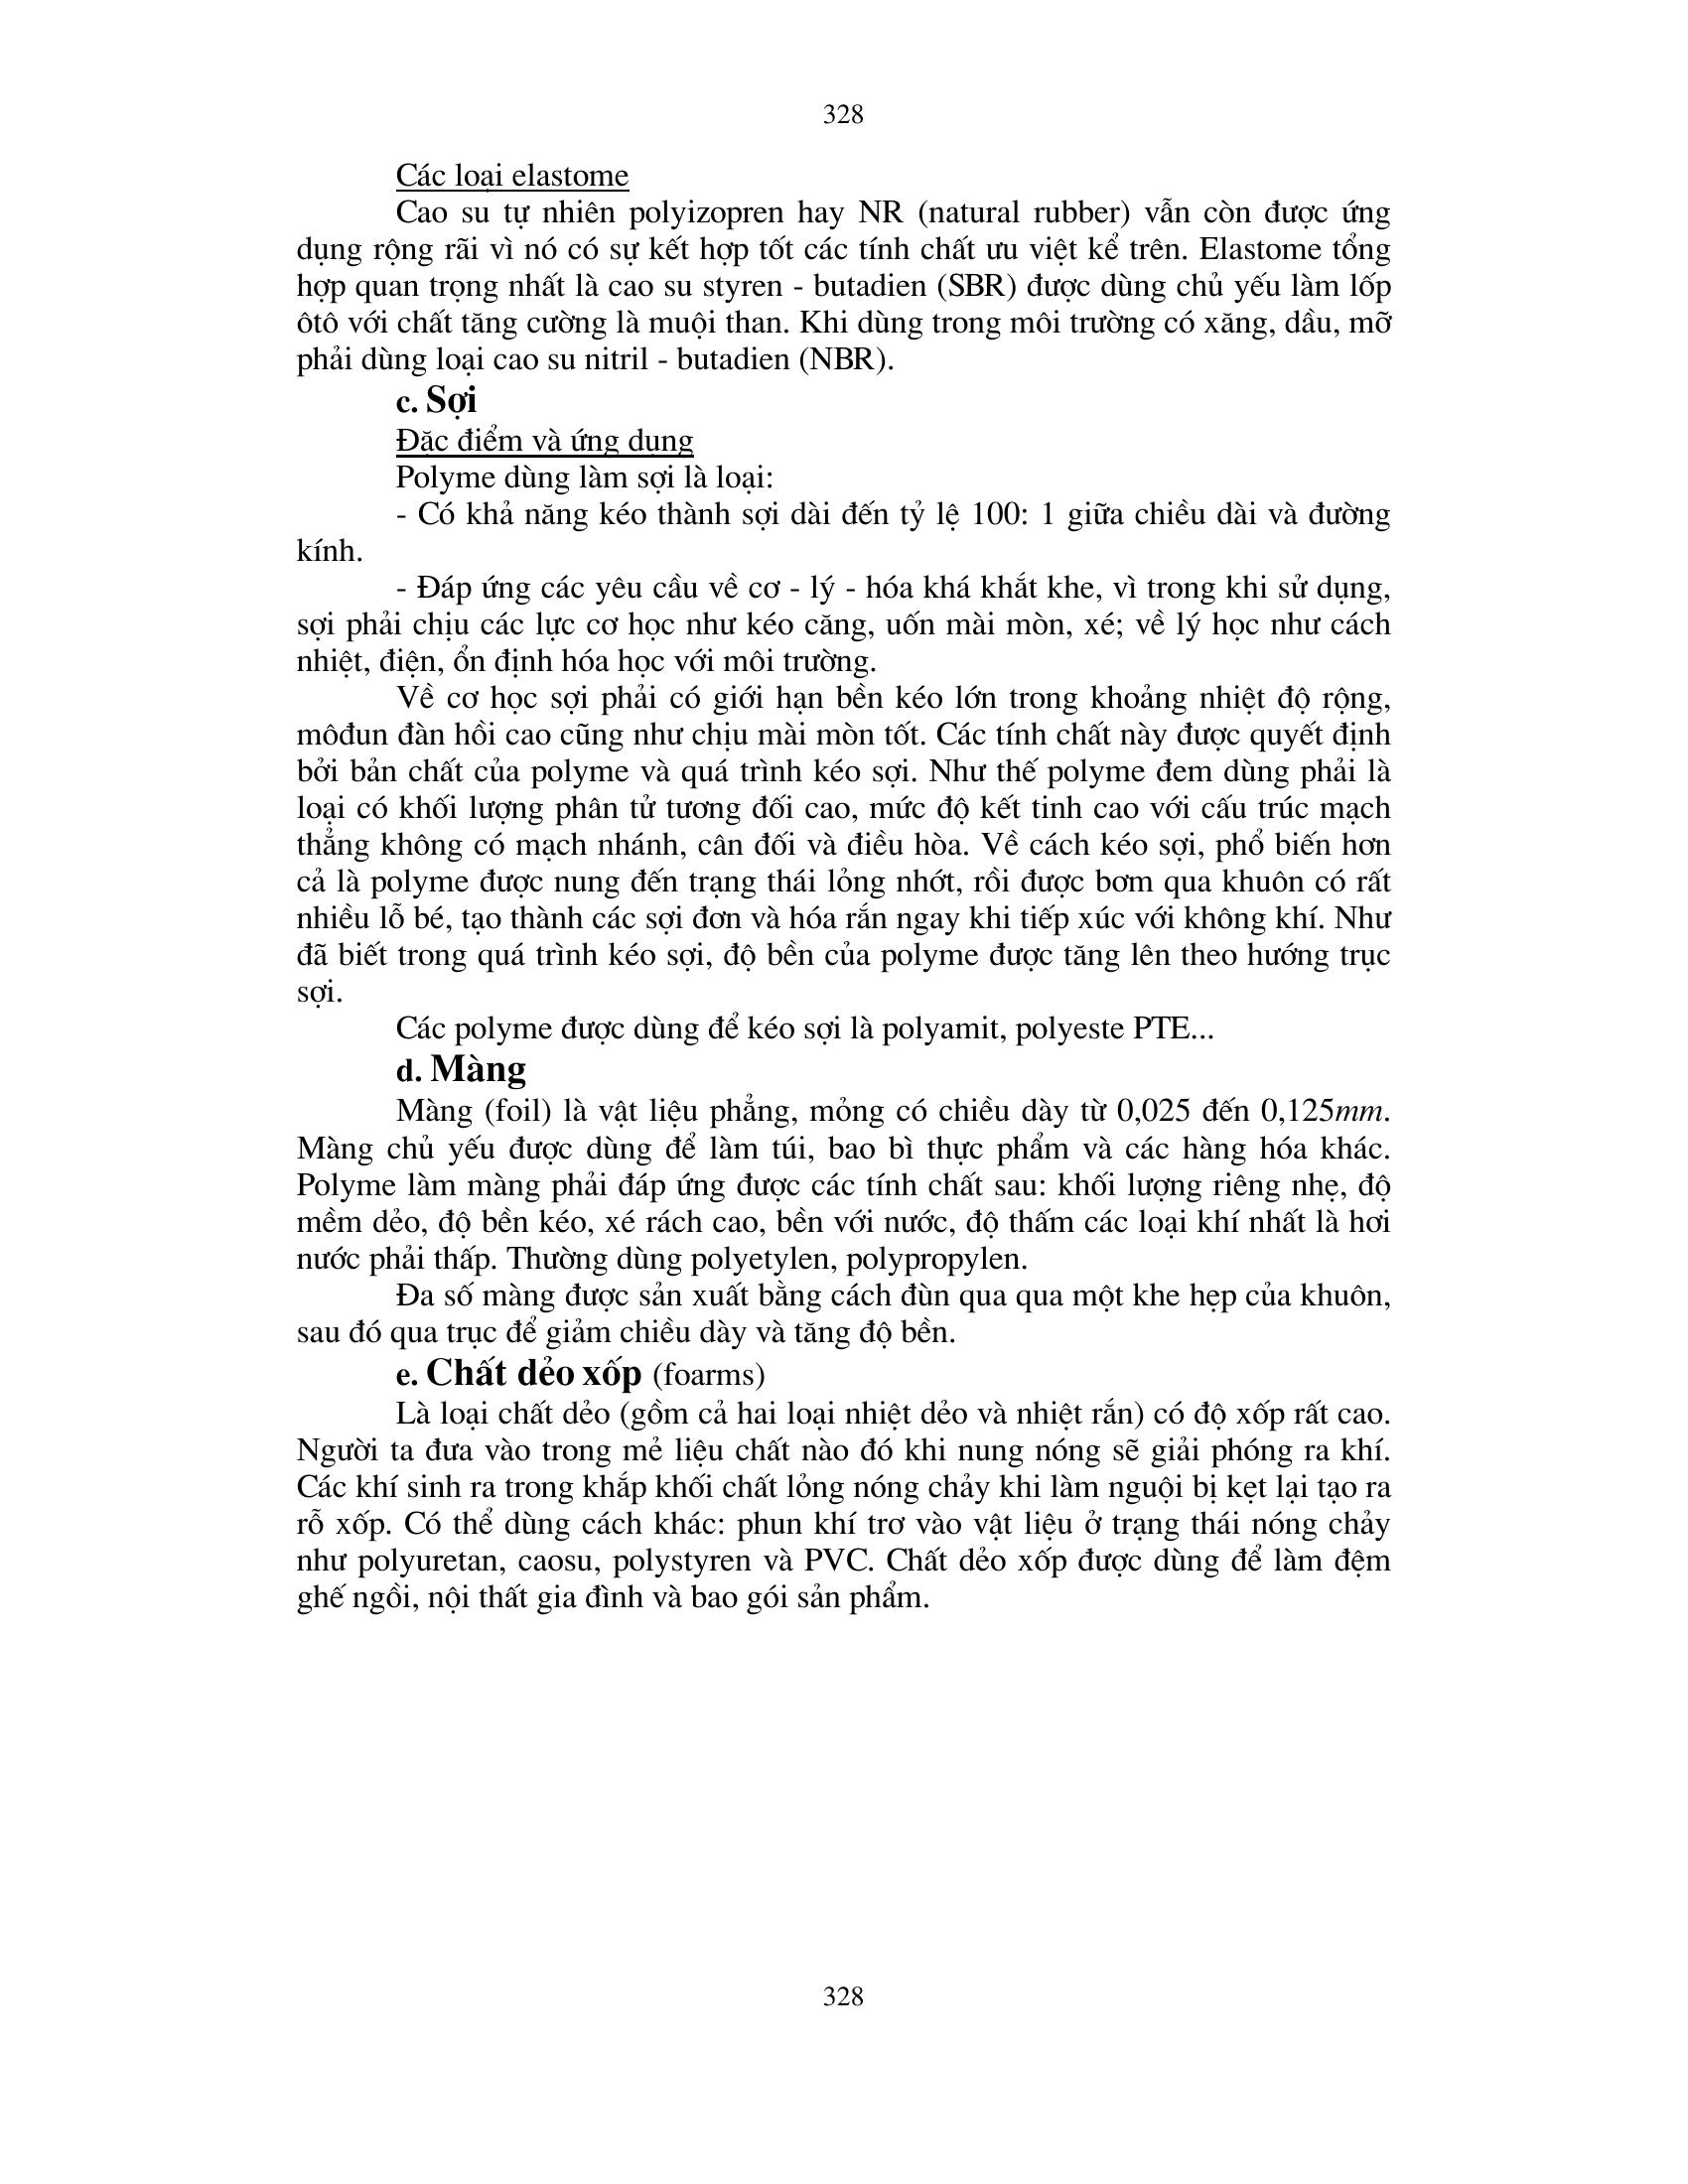 328
Các loại elastome
Cao su tự nhiên polyizopren hay NR (natural rubber) vẫn còn được ứng
dụng rộng rãi vì nó có sự kết hợp tốt các tính chất ưu việt kể trên. Elastome tổng
hợp quan trọng nhất là cao su styren - butadien (SBR) được dùng chủ yếu làm lốp
ôtô với chất tăng cường là muội than. Khi dùng trong môi trường có xăng, dầu, mỡ
phải dùng loại cao su nitril - butadien (NBR).
c. Sợi
Đặc điểm và ứng dụng
Polyme dùng làm sợi là loại:
- Có khả năng kéo thành sợi dài đến tỷ lệ 100: 1 giữa chiều dài và đường
kính.
- Đáp ứng các yêu cầu về cơ - lý - hóa khá khắt khe, vì trong khi sử dụng,
sợi phải chịu các lực cơ học như kéo căng, uốn mài mòn, xé; về lý học như cách
nhiệt, điện, ổn định hóa học với môi trường.
Về cơ học sợi phải có giới hạn bền kéo lớn trong khoảng nhiệt độ rộng,
môđun đàn hồi cao cũng như chịu mài mòn tốt. Các tính chất này được quyết định
bởi bản chất của polyme và quá trình kéo sợi. Như thế polyme đem dùng phải là
loại có khối lượng phân tử tương đối cao, mức độ kết tinh cao với cấu trúc mạch
thẳng không có mạch nhánh, cân đối và điều hòa. Về cách kéo sợi, phổ biến hơn
cả là polyme được nung đến trạng thái lỏng nhớt, rồi được bơm qua khuôn có rất
nhiều lỗ bé, tạo thành các sợi đơn và hóa rắn ngay khi tiếp xúc với không khí. Như
đã biết trong quá trình kéo sợi, độ bền của polyme được tăng lên theo hướng trục
sợi.
Các polyme được dùng để kéo sợi là polyamit, polyeste PTE...
d. Màng
Màng (foil) là vật liệu phẳng, mỏng có chiều dày từ 0,025 đến 0,125mm.
Màng chủ yếu được dùng để làm túi, bao bì thực phẩm và các hàng hóa khác.
Polyme làm màng phải đáp ứng được các tính chất sau: khối lượng riêng nhẹ, độ
mềm dẻo, độ bền kéo, xé rách cao, bền với nước, độ thấm các loại khí nhất là hơi
nước phải thấp. Thường dùng polyetylen, polypropylen.
Đa số màng được sản xuất bằng cách đùn qua qua một khe hẹp của khuôn,
sau đó qua trục để giảm chiều dày và tăng độ bền.
e. Chất dẻo xốp (foarms)
Là loại chất dẻo (gồm cả hai loại nhiệt dẻo và nhiệt rắn) có độ xốp rất cao.
Người ta đưa vào trong mẻ liệu chất nào đó khi nung nóng sẽ giải phóng ra khí.
Các khí sinh ra trong khắp khối chất lỏng nóng chảy khi làm nguội bị kẹt lại tạo ra
rỗ xốp. Có thể dùng cách khác: phun khí trơ vào vật liệu ở trạng thái nóng chảy
như polyuretan, caosu, polystyren và PVC. Chất dẻo xốp được dùng để làm đệm
ghế ngồi, nội thất gia đình và bao gói sản phẩm.
328